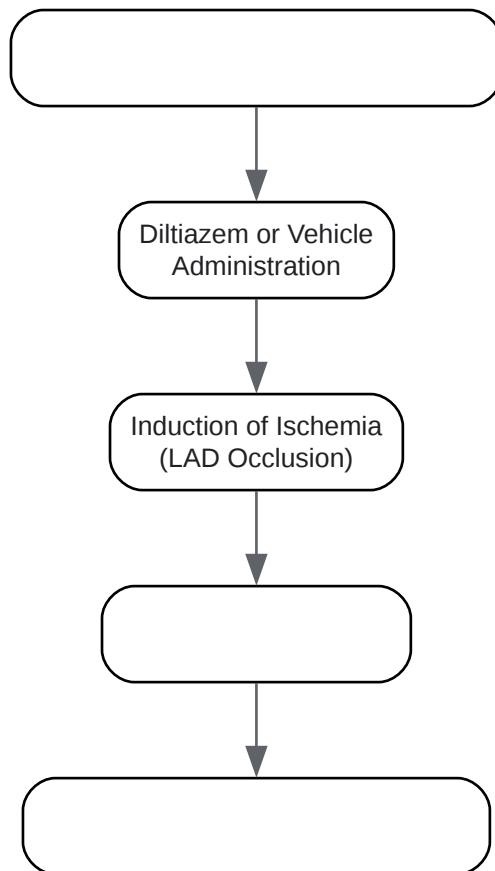 Diltiazem or Vehicle
Administration
Induction of Ischemia
(LAD Occlusion)